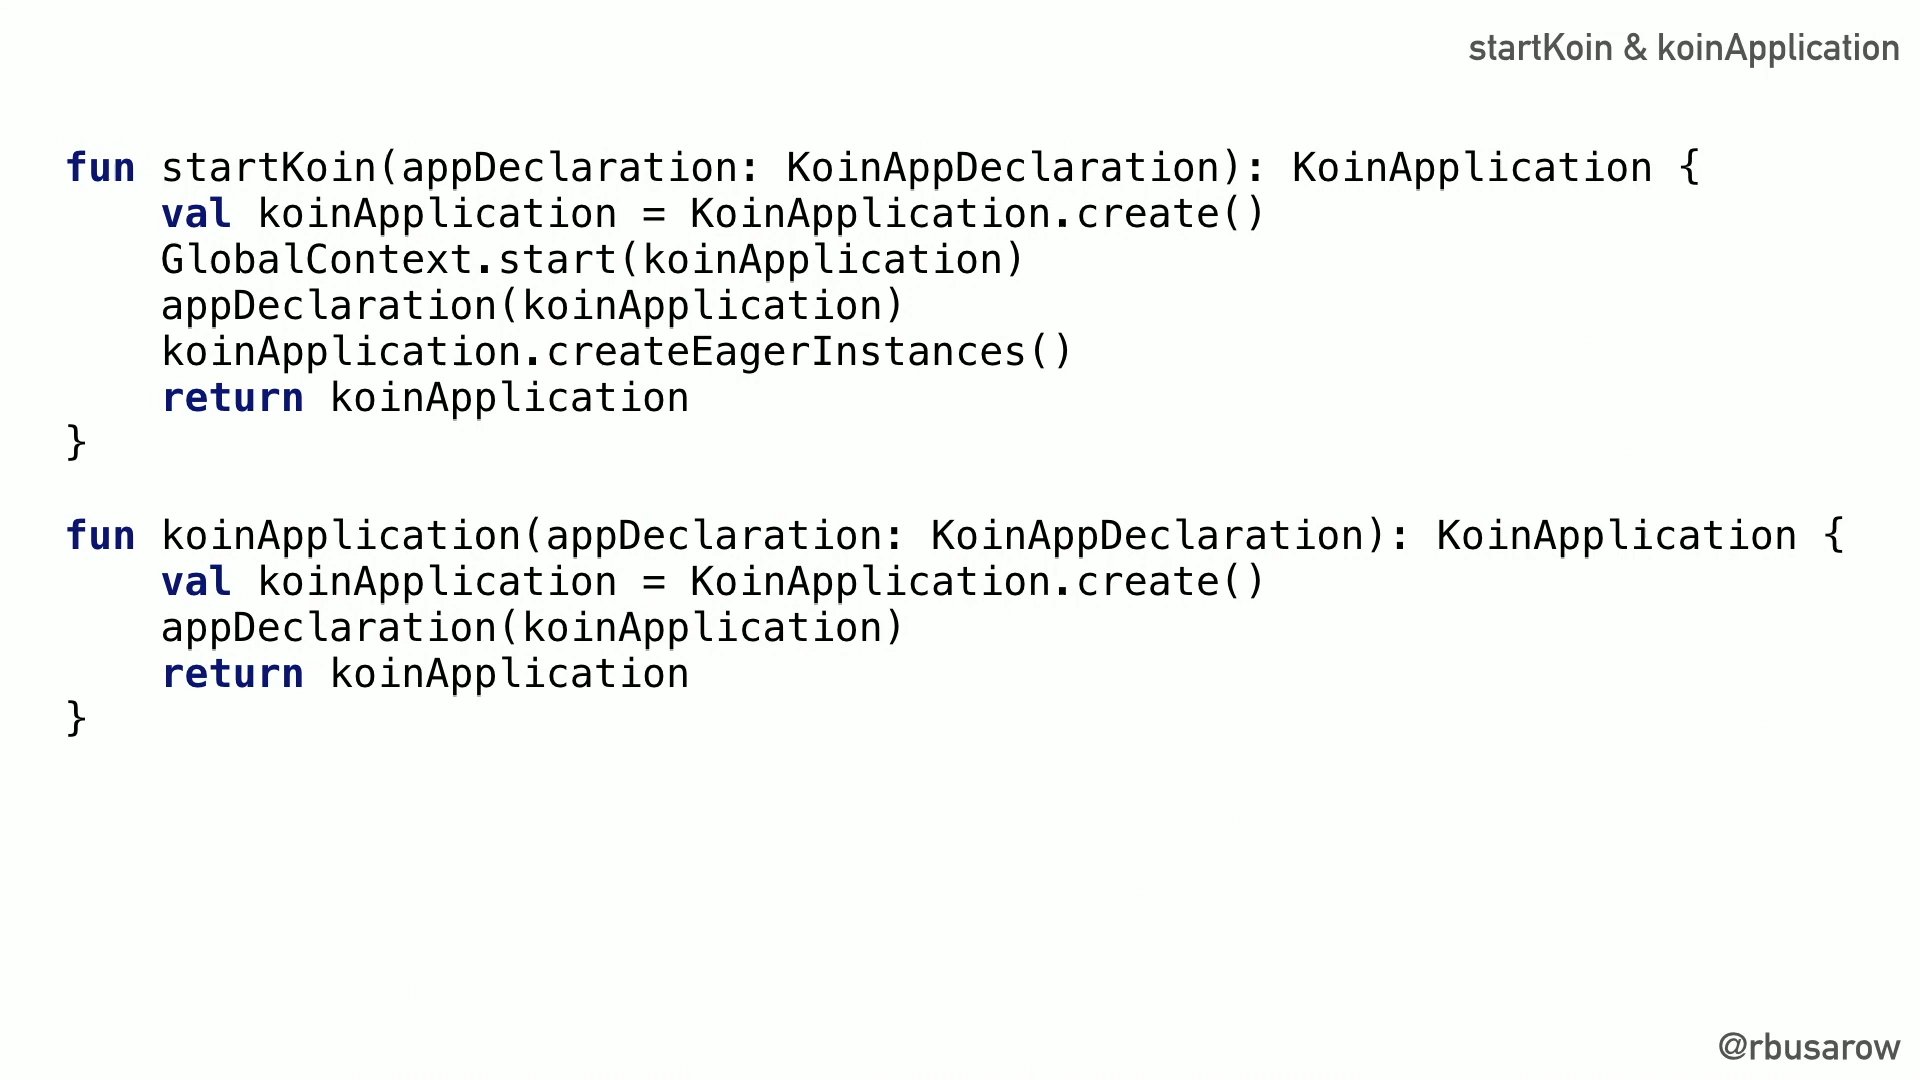 startKoin & koinApplication
fun startKoin(appDeclaration: KoinAppDeclaration): KoinApplication {
    val koinApplication = KoinApplication.create()
    GlobalContext.start(koinApplication)
    appDeclaration(koinApplication)
    koinApplication.createEagerInstances()
    return koinApplication
}
fun koinApplication(appDeclaration: KoinAppDeclaration): KoinApplication {
    val koinApplication = KoinApplication.create()
    appDeclaration(koinApplication)
    return koinApplication
}
@rbusarow